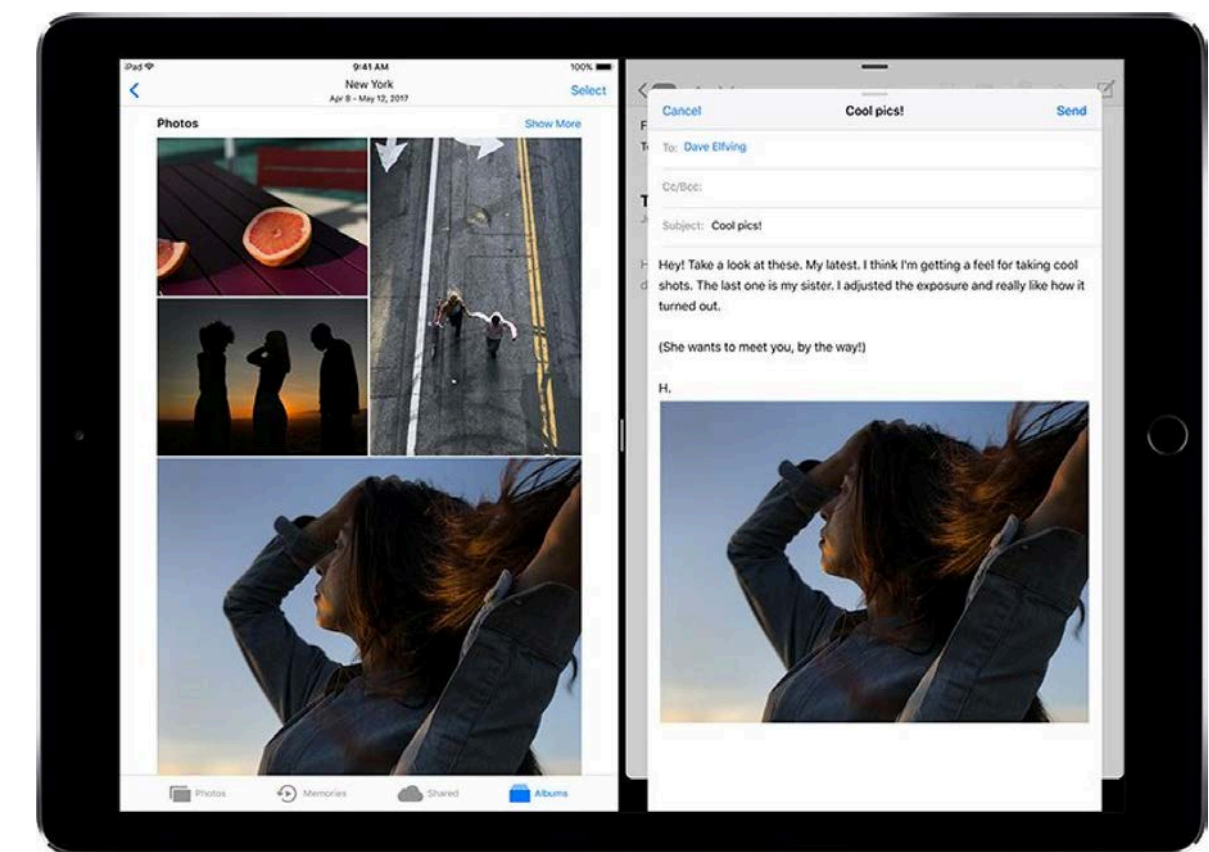 iPad
9:41 AM
100%
New York
Apr 8 – May 12, 2017
Select
Photos
Show More
Photos
Memories
Shared
Albums
Cancel
Cool pics!
Send
To: Dave Elfving
Cc/Bcc:
Subject: Cool pics!
Hey! Take a look at these. My latest. I think I'm getting a feel for taking cool
shots. The last one is my sister. I adjusted the exposure and really like how it
turned out.
(She wants to meet you, by the way!)
H.